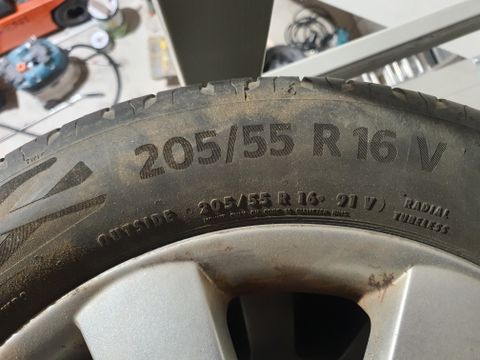 205/55 R 16 V
OUTSIDE · 205/55 R 16 · 91 V) RADIAL
TUBELESS